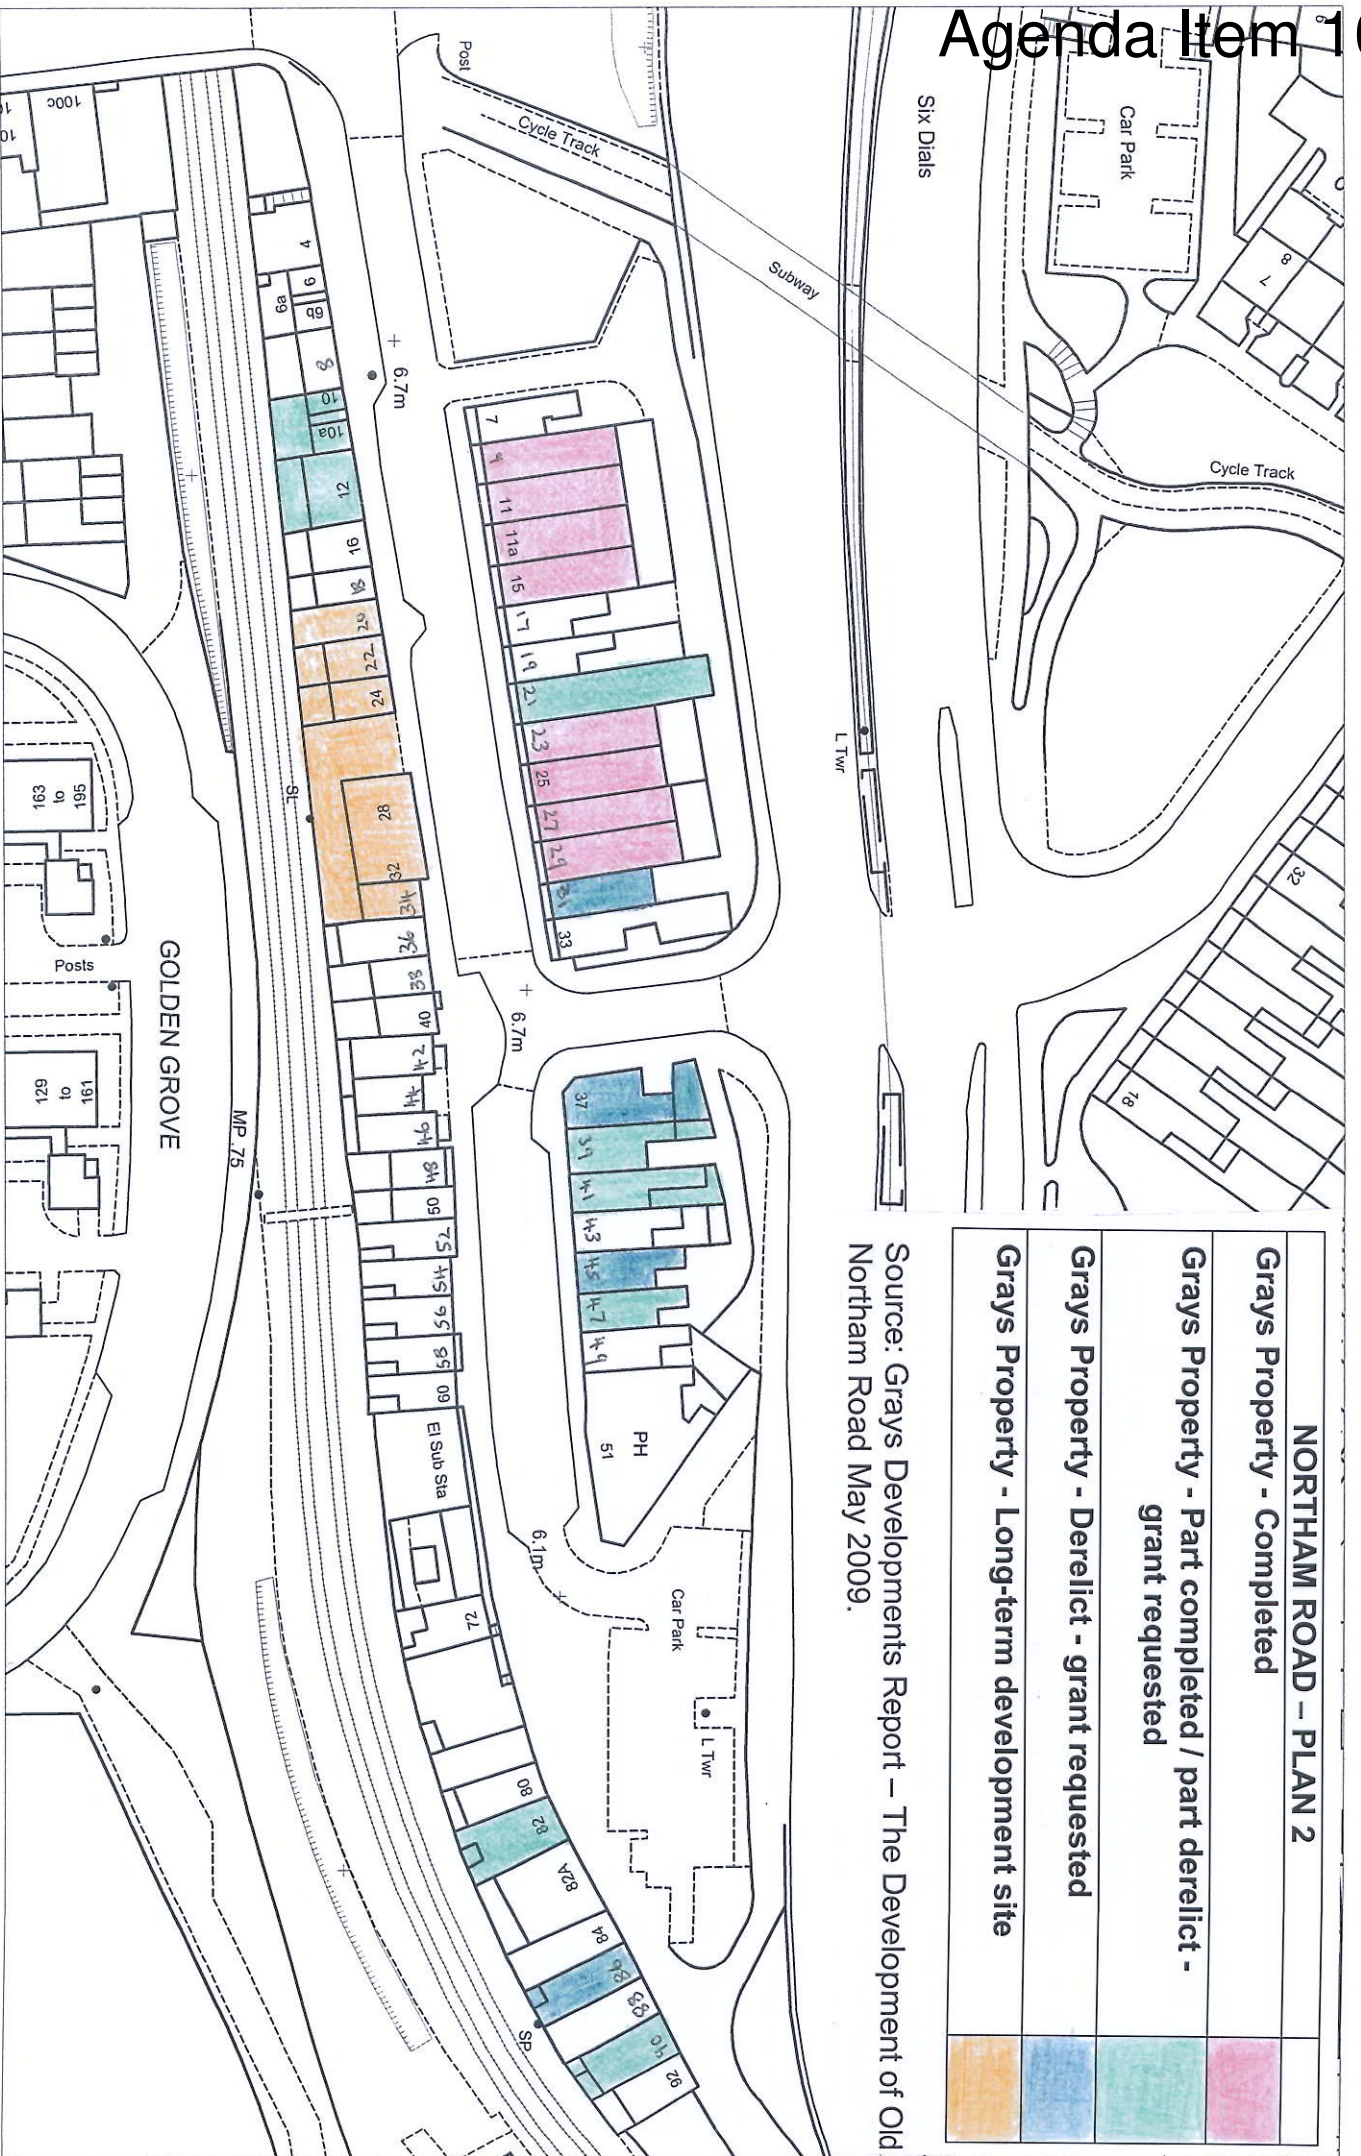 Agenda Item 10
NORTHAM ROAD – PLAN 2
Grays Property - Completed
Grays Property - Part completed / part derelict -
grant requested
Grays Property - Derelict - grant requested
Grays Property - Long-term development site
Source: Grays Developments Report – The Development of Old
Northam Road May 2009.
Six Dials
Car Park
8
7
Cycle Track
Subway
Cycle Track
Post
L Twr
32
18
100c
4
6
6a
6b
8
10
10a
12
16
18
20
22
24
28
32
34
36
38
40
42
44
46
48
50
52
54
56
58
60
El Sub Sta
72
80
82
82A
84
86
88
90
92
6.7m
7
9
11
11a
15
17
19
21
23
25
27
29
31
33
6.7m
37
39
41
43
45
47
49
51
PH
6.1m
Car Park
L Twr
SL
SP
MP .75
GOLDEN GROVE
163
to
195
Posts
129
to
161